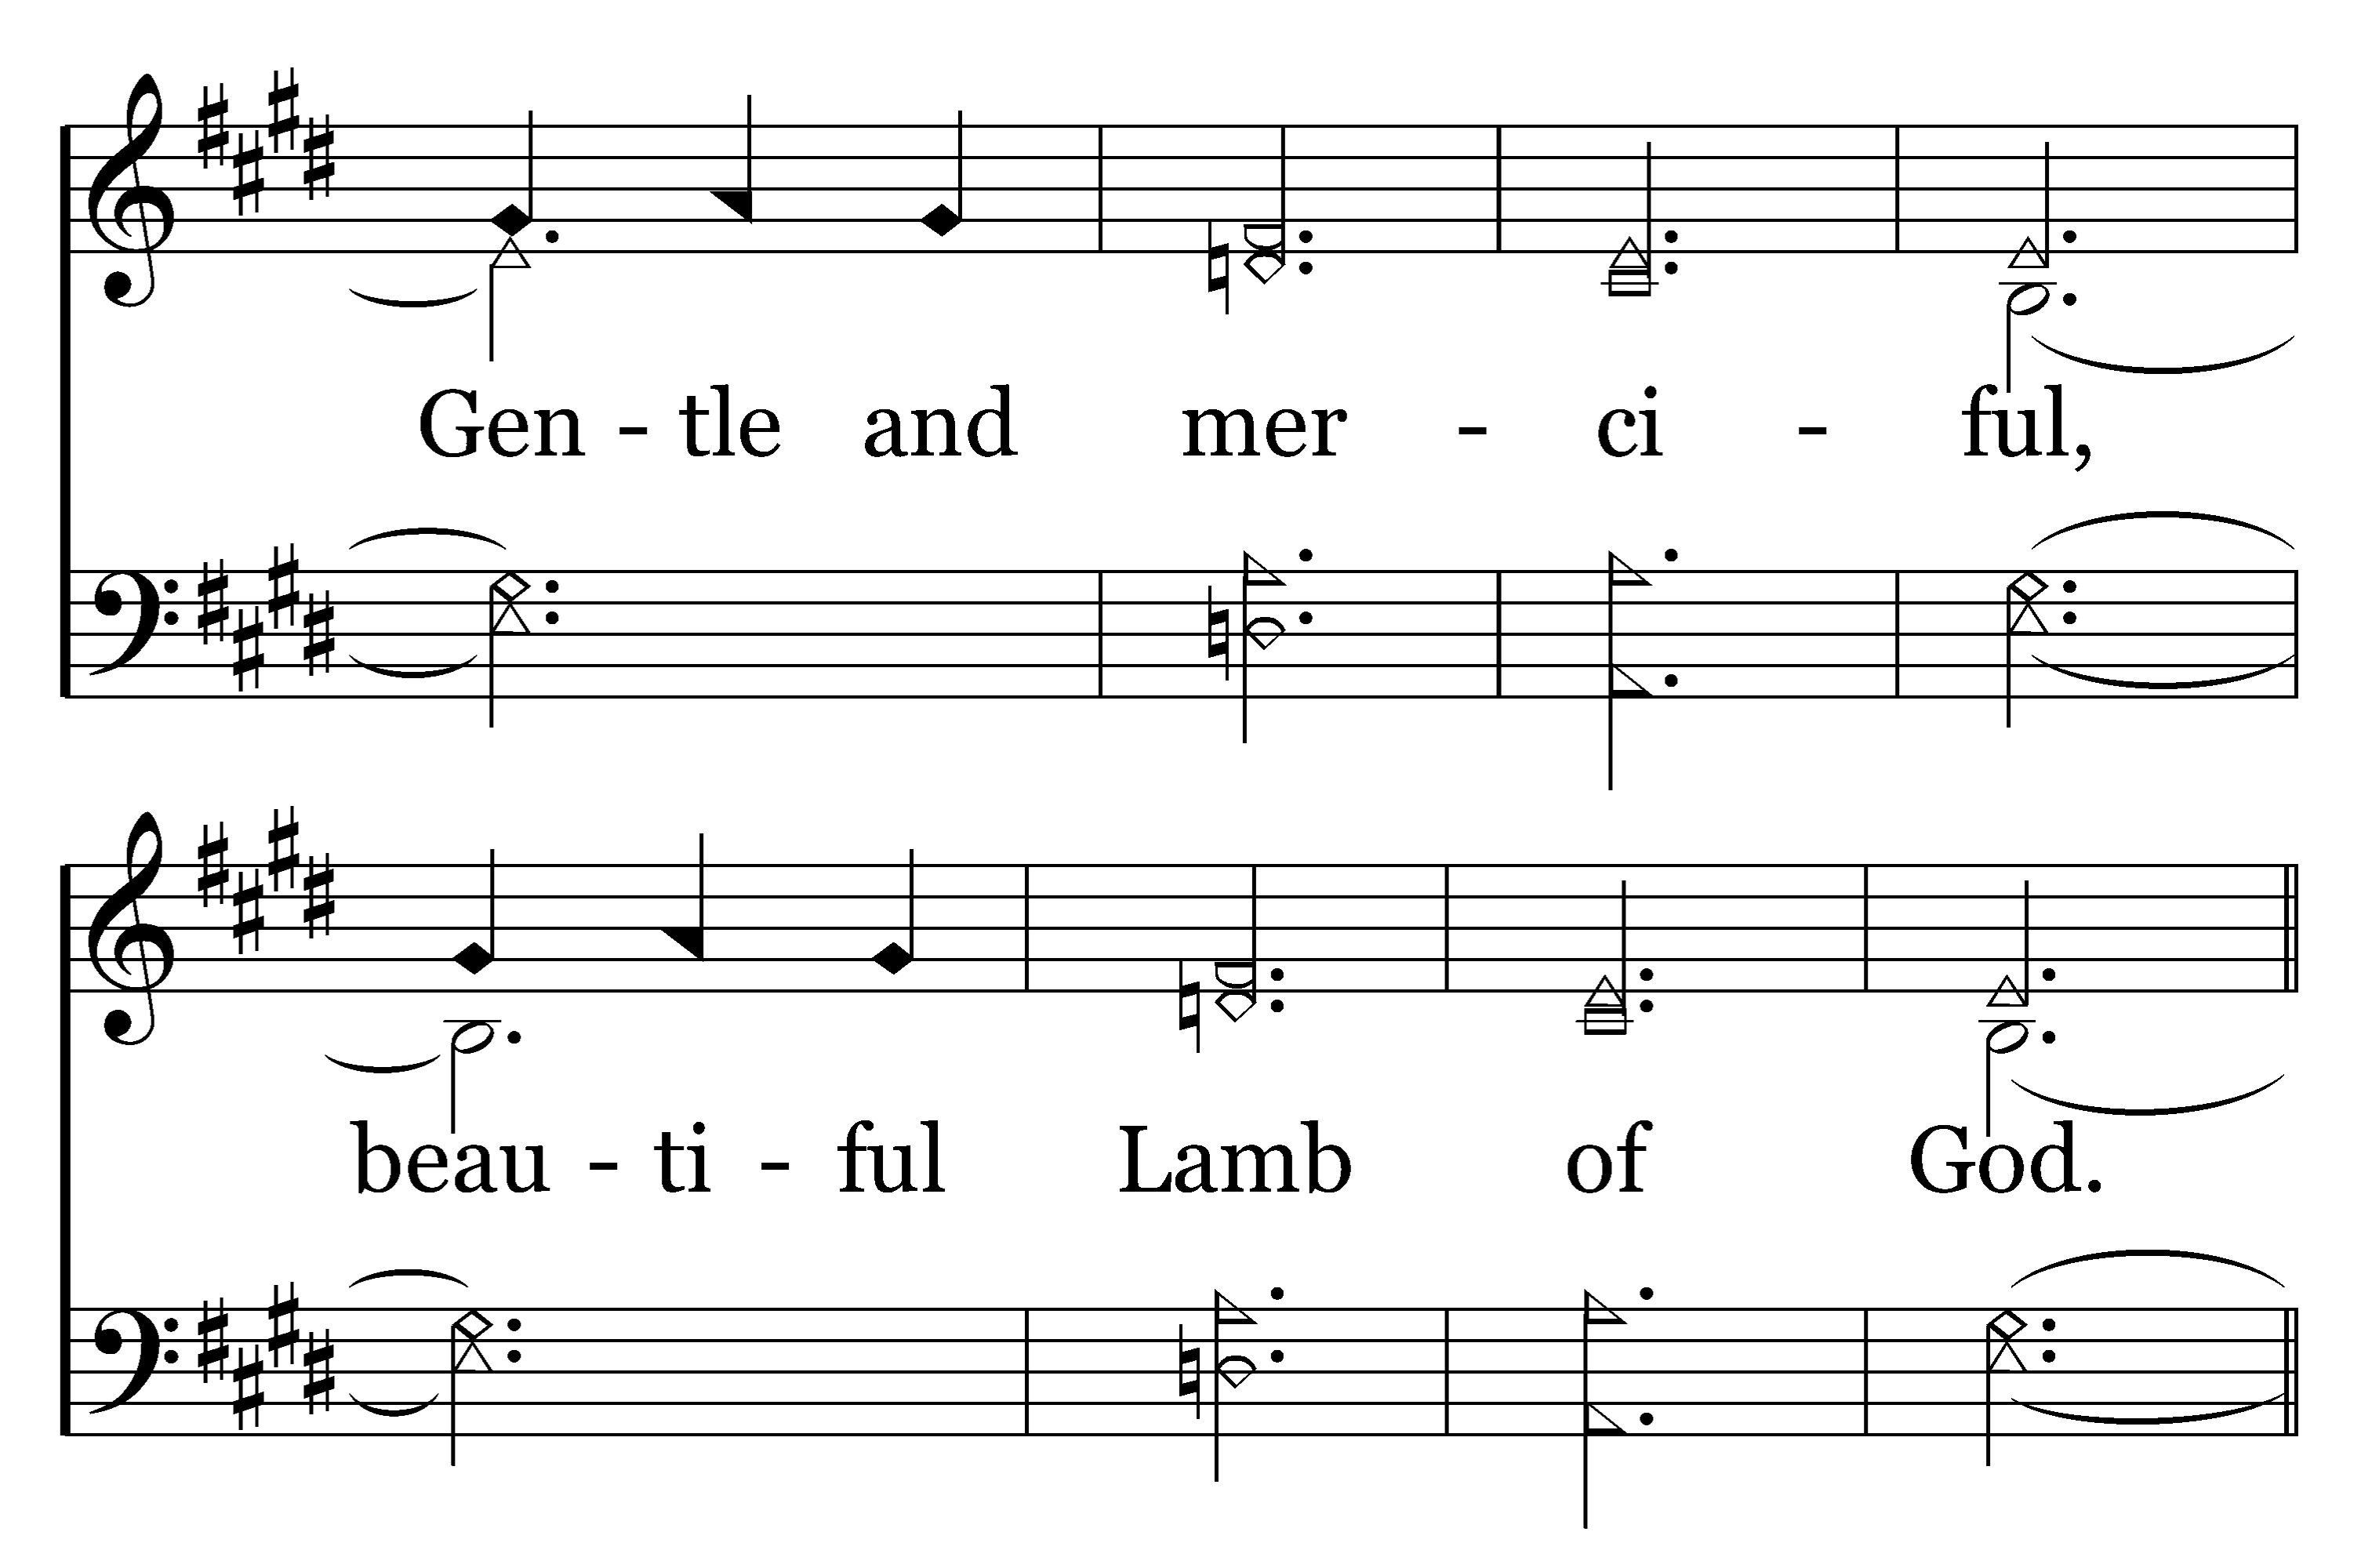 Gen - tle and mer - ci - ful,
beau - ti - ful Lamb of God.